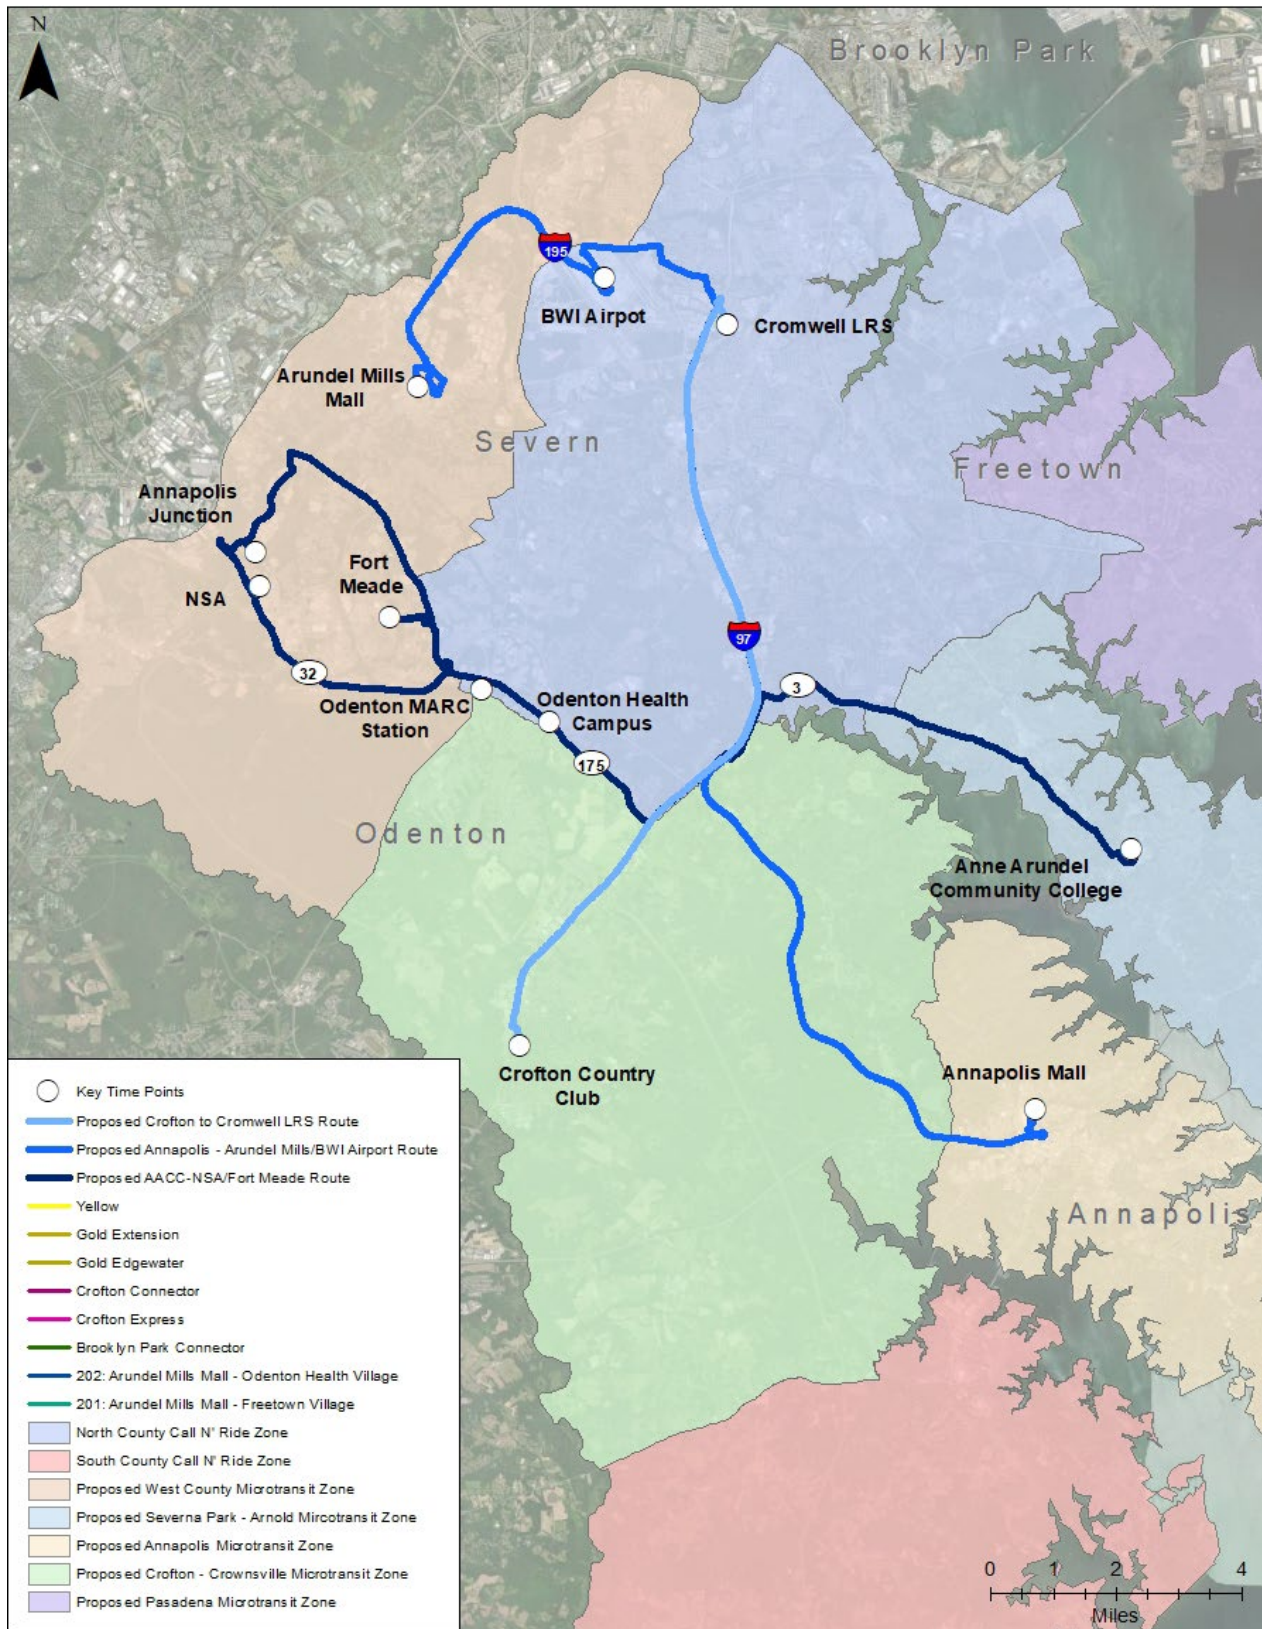 N
Brooklyn Park
195
BWI Airpot
Cromwell LRS
Arundel Mills
Mall
Severn
Freetown
Annapolis
Junction
Fort
Meade
NSA
97
32
3
Odenton MARC
Station
Odenton Health
Campus
175
Odenton
Anne Arundel
Community College
Crofton Country
Club
Annapolis Mall
Annapolis
Key Time Points
Proposed Crofton to Cromwell LRS Route
Proposed Annapolis - Arundel Mills/BWI Airport Route
Proposed AACC-NSA/Fort Meade Route
Yellow
Gold Extension
Gold Edgewater
Crofton Connector
Crofton Express
Brooklyn Park Connector
202: Arundel Mills Mall - Odenton Health Village
201: Arundel Mills Mall - Freetown Village
North County Call N' Ride Zone
South County Call N' Ride Zone
Proposed West County Microtransit Zone
Proposed Severna Park - Arnold Mircotransit Zone
Proposed Annapolis Microtransit Zone
Proposed Crofton - Crownsville Microtransit Zone
Proposed Pasadena Microtransit Zone
0 1 2 4
Miles